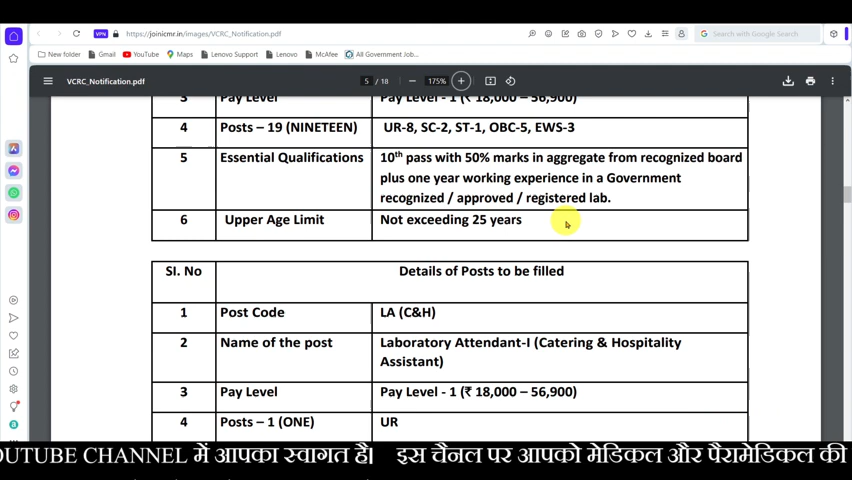 VPN https://joinicmr.in/images/VCRC_Notification.pdf Search with Google
New folder Gmail YouTube Maps Lenovo Support Lenovo McAfee All Government Job...
VCRC_Notification.pdf 5 / 18 175%
3 Pay Level Pay Level - 1 (₹ 18,000 – 56,900)
4 Posts – 19 (NINETEEN) UR-8, SC-2, ST-1, OBC-5, EWS-3
5 Essential Qualifications 10th pass with 50% marks in aggregate from recognized board
plus one year working experience in a Government
recognized / approved / registered lab.
6 Upper Age Limit Not exceeding 25 years
SI. No Details of Posts to be filled
1 Post Code LA (C&H)
2 Name of the post Laboratory Attendant-I (Catering & Hospitality
Assistant)
3 Pay Level Pay Level - 1 (₹ 18,000 – 56,900)
4 Posts – 1 (ONE) UR
OUTUBE CHANNEL में आपका स्वागत है। इस चैनल पर आपको मेडिकल और पैरामेडिकल की